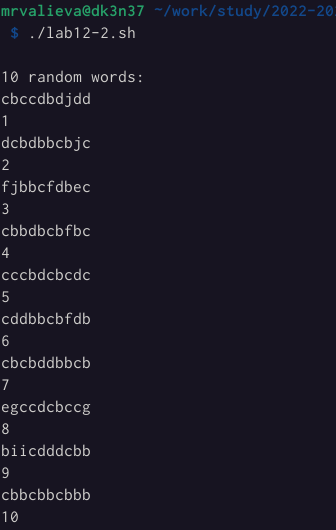 mrvalieva@dk3n37 ~/work/study/2022-20
$ ./lab12-2.sh
10 random words:
cbccdbdjdd
1
dcbdbbcbjc
2
fjbbcfdbec
3
cbbdbcbfbc
4
cccbdcbcdc
5
cddbbcbfdb
6
cbcbddbbcb
7
egccdcbccg
8
biicdddcbb
9
cbbcbbcbbb
10